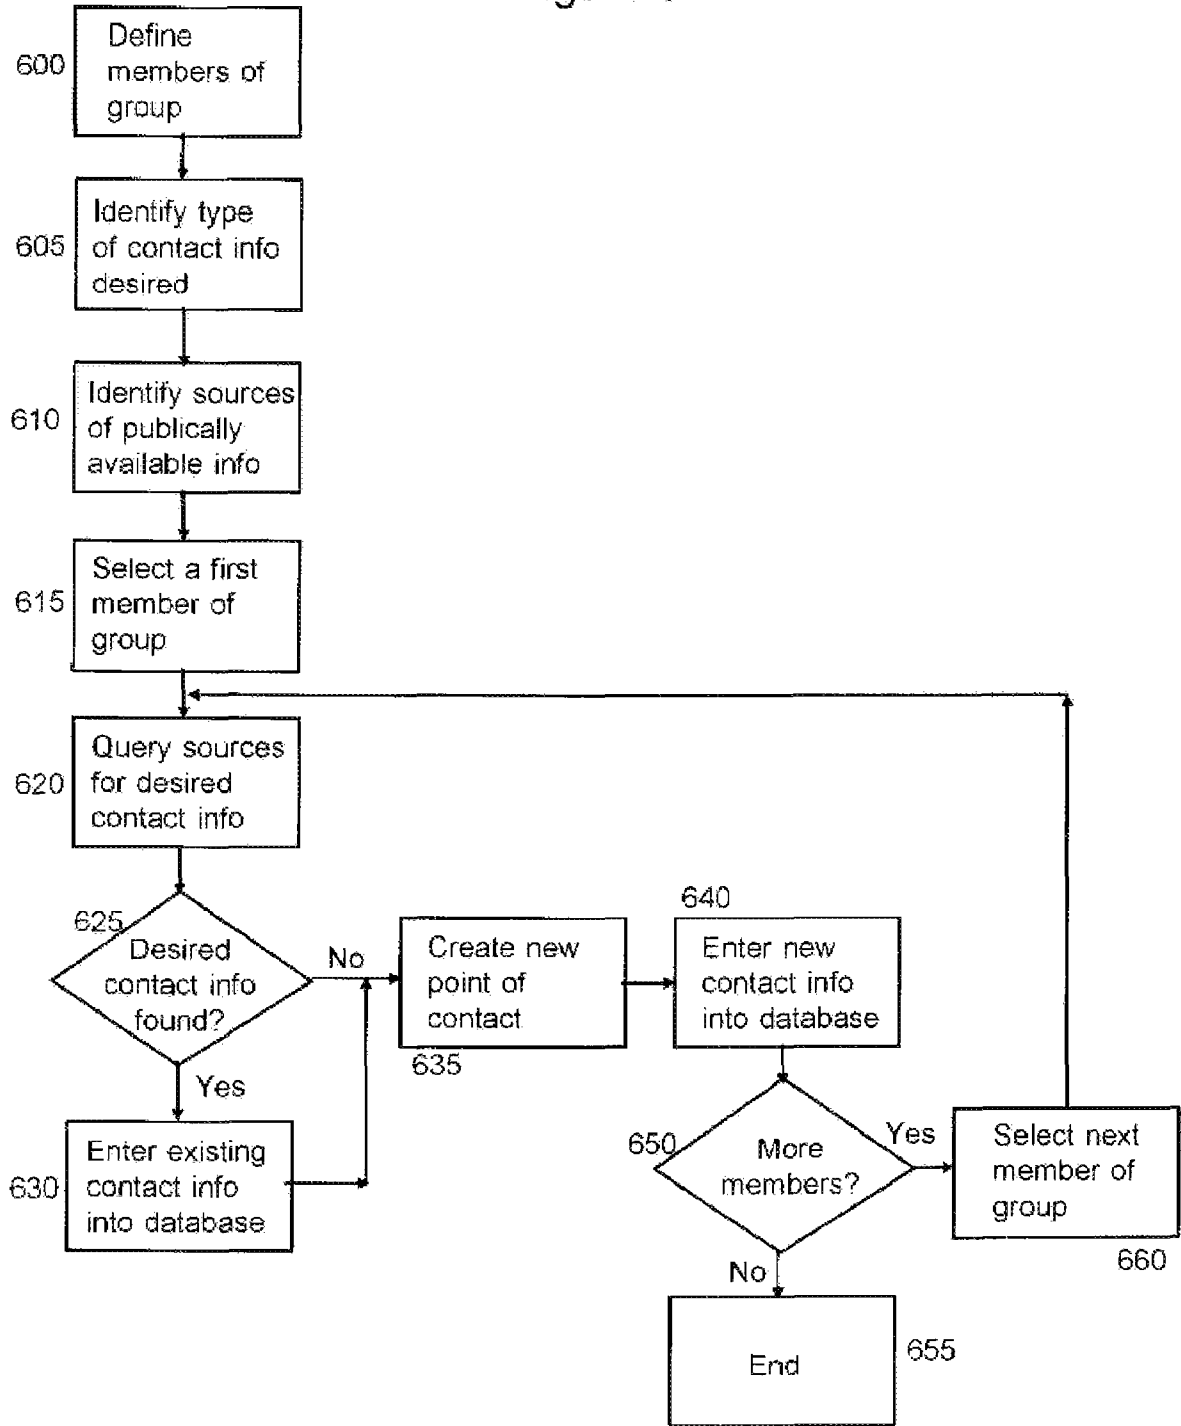 600
Define
members of
group
605
Identify type
of contact info
desired
610
Identify sources
of publically
available info
615
Select a first
member of
group
620
Query sources
for desired
contact info
625
Desired
contact info
found?
No
Yes
630
Enter existing
contact info
into database
Create new
point of
contact
635
640
Enter new
contact info
into database
650
More
members?
Yes
No
Select next
member of
group
660
End
655